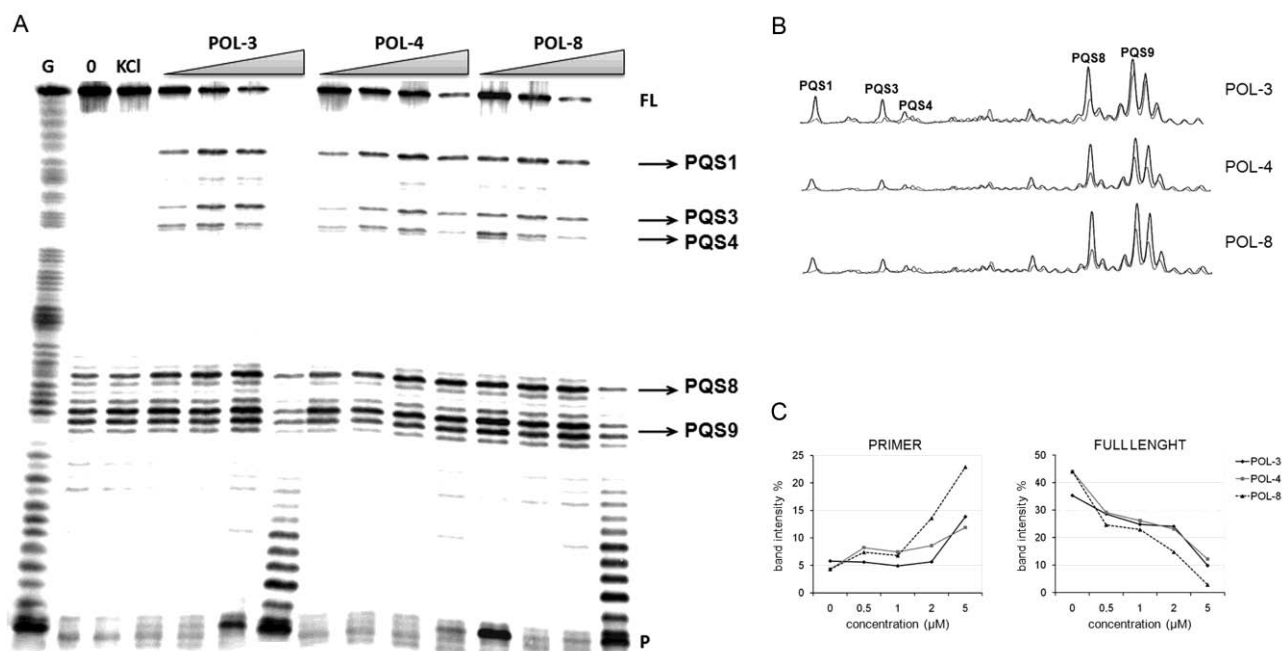 A
POL-3 POL-4 POL-8
G 0 KCl
FL
PQS1
PQS3
PQS4
PQS8
PQS9
P
B
PQS1 PQS3 PQS4 PQS8 PQS9
POL-3
POL-4
POL-8
C
PRIMER
band intensity %
25
20
15
10
5
0
0 0.5 1 2 5
concentration (µM)
FULL LENGHT
band intensity %
50
40
30
20
10
0
0 0.5 1 2 5
concentration (µM)
POL-3
POL-4
POL-8